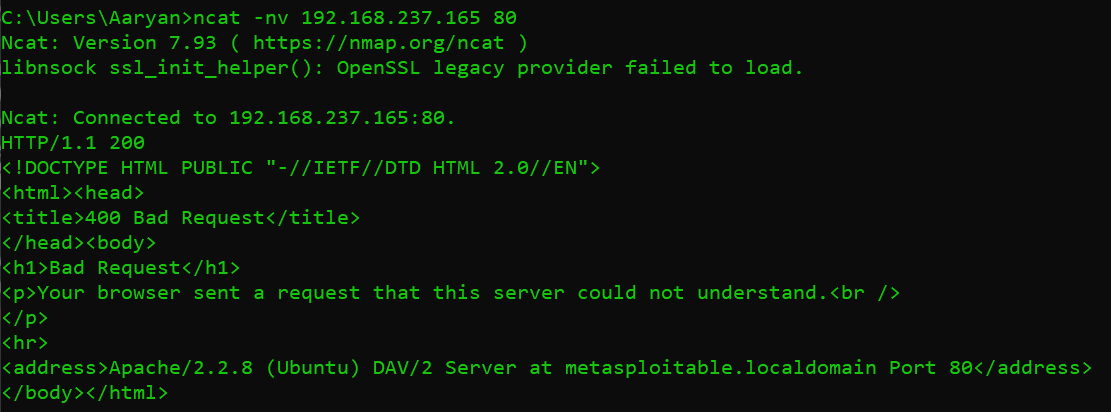 C:\Users\Aaryan>ncat -nv 192.168.237.165 80
Ncat: Version 7.93 ( https://nmap.org/ncat )
libnsock ssl_init_helper(): OpenSSL legacy provider failed to load.

Ncat: Connected to 192.168.237.165:80.
HTTP/1.1 200
<!DOCTYPE HTML PUBLIC "-//IETF//DTD HTML 2.0//EN">
<html><head>
<title>400 Bad Request</title>
</head><body>
<h1>Bad Request</h1>
<p>Your browser sent a request that this server could not understand.<br />
</p>
<hr>
<address>Apache/2.2.8 (Ubuntu) DAV/2 Server at metasploitable.localdomain Port 80</address>
</body></html>